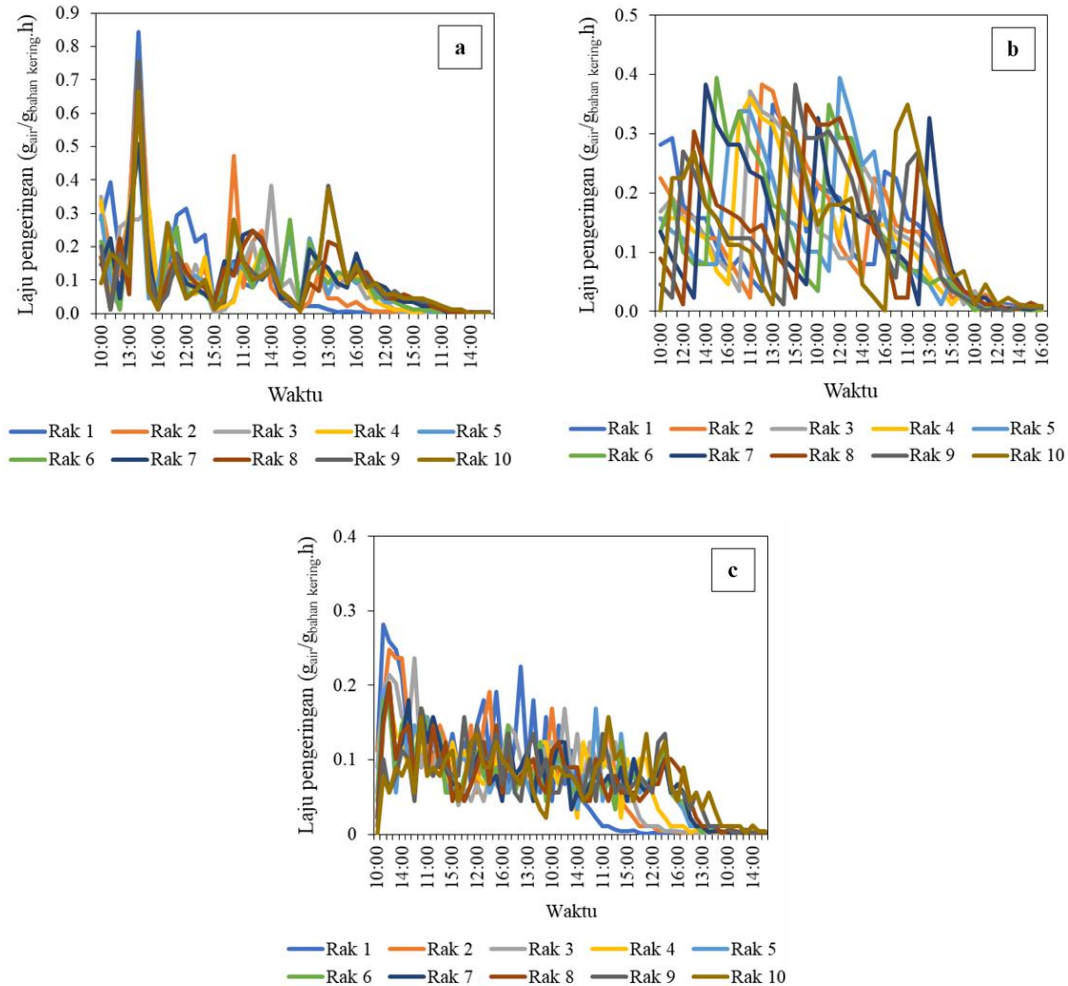 a
Laju pengeringan (g air/g bahan kering.h)
0.9
0.8
0.7
0.6
0.5
0.4
0.3
0.2
0.1
0.0
10:00 13:00 16:00 12:00 15:00 11:00 14:00 10:00 13:00 16:00 12:00 15:00 11:00 14:00
Waktu
Rak 1 Rak 2 Rak 3 Rak 4 Rak 5
Rak 6 Rak 7 Rak 8 Rak 9 Rak 10
b
Laju pengeringan (g air/g bahan kering.h)
0.5
0.4
0.3
0.2
0.1
0.0
10:00 12:00 14:00 16:00 11:00 13:00 15:00 10:00 12:00 14:00 16:00 11:00 13:00 15:00 10:00 12:00 14:00 16:00
Waktu
Rak 1 Rak 2 Rak 3 Rak 4 Rak 5
Rak 6 Rak 7 Rak 8 Rak 9 Rak 10
c
Laju pengeringan (g air/g bahan kering.h)
0.4
0.3
0.2
0.1
0
10:00 14:00 11:00 15:00 12:00 16:00 13:00 10:00 14:00 11:00 15:00 12:00 16:00 13:00 10:00 14:00
Waktu
Rak 1 Rak 2 Rak 3 Rak 4 Rak 5
Rak 6 Rak 7 Rak 8 Rak 9 Rak 10